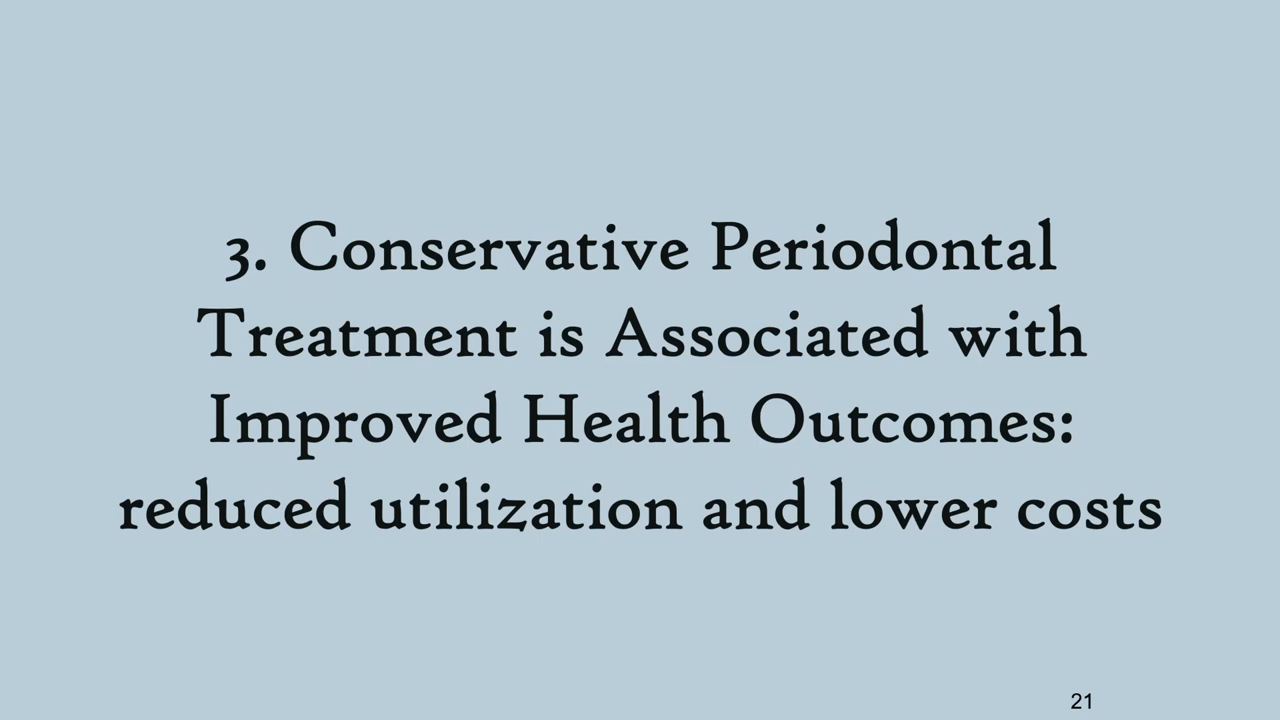 3. Conservative Periodontal
Treatment is Associated with
Improved Health Outcomes:
reduced utilization and lower costs
21